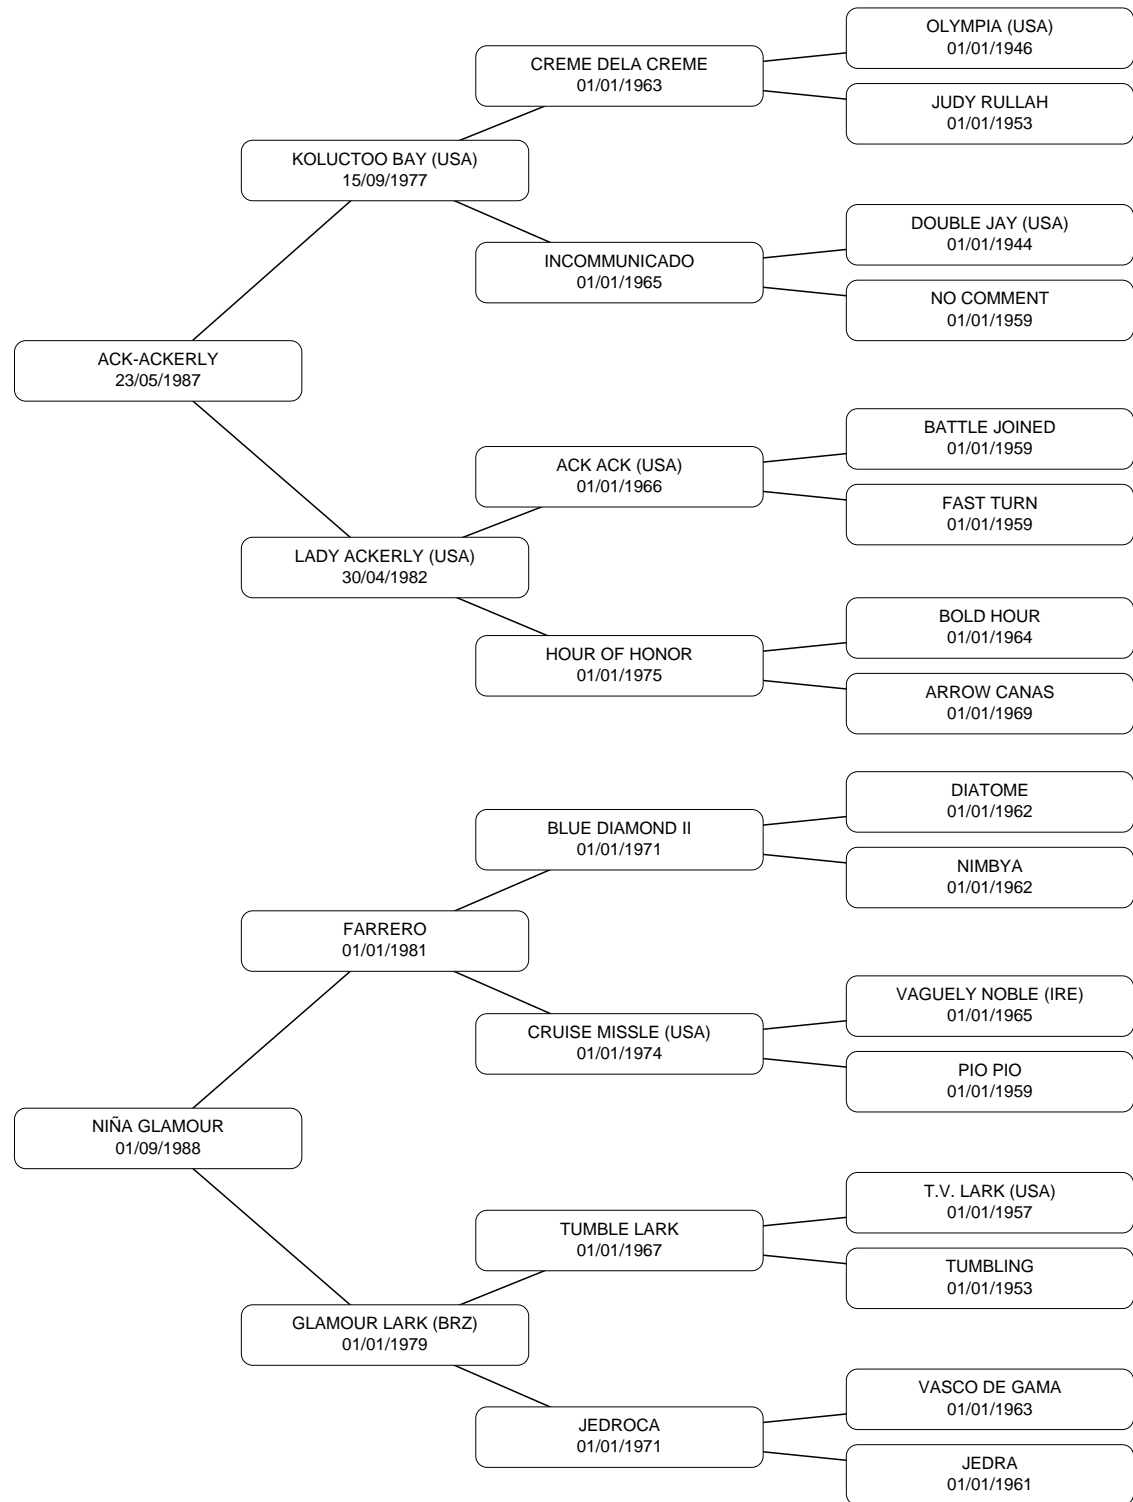 OLYMPIA (USA)
01/01/1946
CREME DELA CREME
01/01/1963
JUDY RULLAH
01/01/1953
KOLUCTOO BAY (USA)
15/09/1977
DOUBLE JAY (USA)
01/01/1944
INCOMMUNICADO
01/01/1965
NO COMMENT
01/01/1959
ACK-ACKERLY
23/05/1987
BATTLE JOINED
01/01/1959
ACK ACK (USA)
01/01/1966
FAST TURN
01/01/1959
LADY ACKERLY (USA)
30/04/1982
BOLD HOUR
01/01/1964
HOUR OF HONOR
01/01/1975
ARROW CANAS
01/01/1969
DIATOME
01/01/1962
BLUE DIAMOND II
01/01/1971
NIMBYA
01/01/1962
FARRERO
01/01/1981
VAGUELY NOBLE (IRE)
01/01/1965
CRUISE MISSLE (USA)
01/01/1974
PIO PIO
01/01/1959
NIÑA GLAMOUR
01/09/1988
T.V. LARK (USA)
01/01/1957
TUMBLE LARK
01/01/1967
TUMBLING
01/01/1953
GLAMOUR LARK (BRZ)
01/01/1979
VASCO DE GAMA
01/01/1963
JEDROCA
01/01/1971
JEDRA
01/01/1961